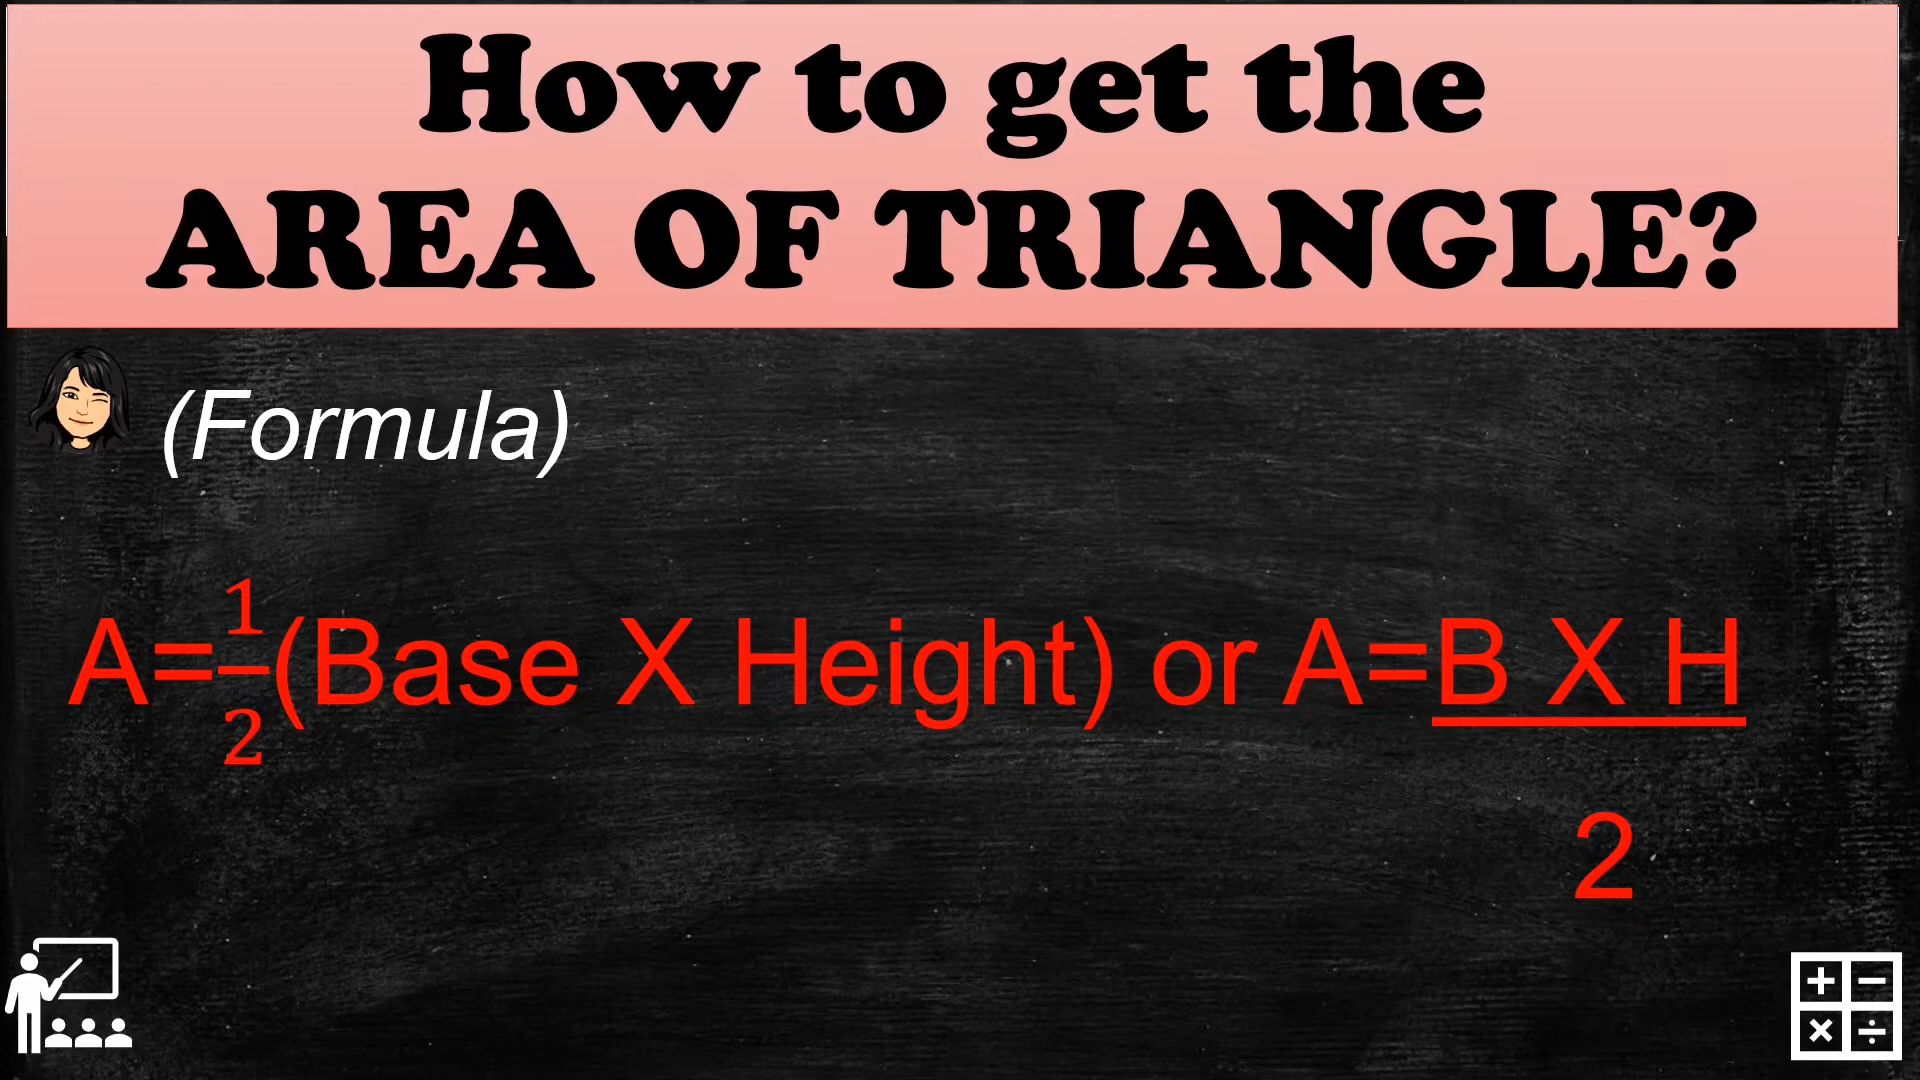 How to get the
AREA OF TRIANGLE?
(Formula)
A=1/2(Base X Height) or A=B X H
2